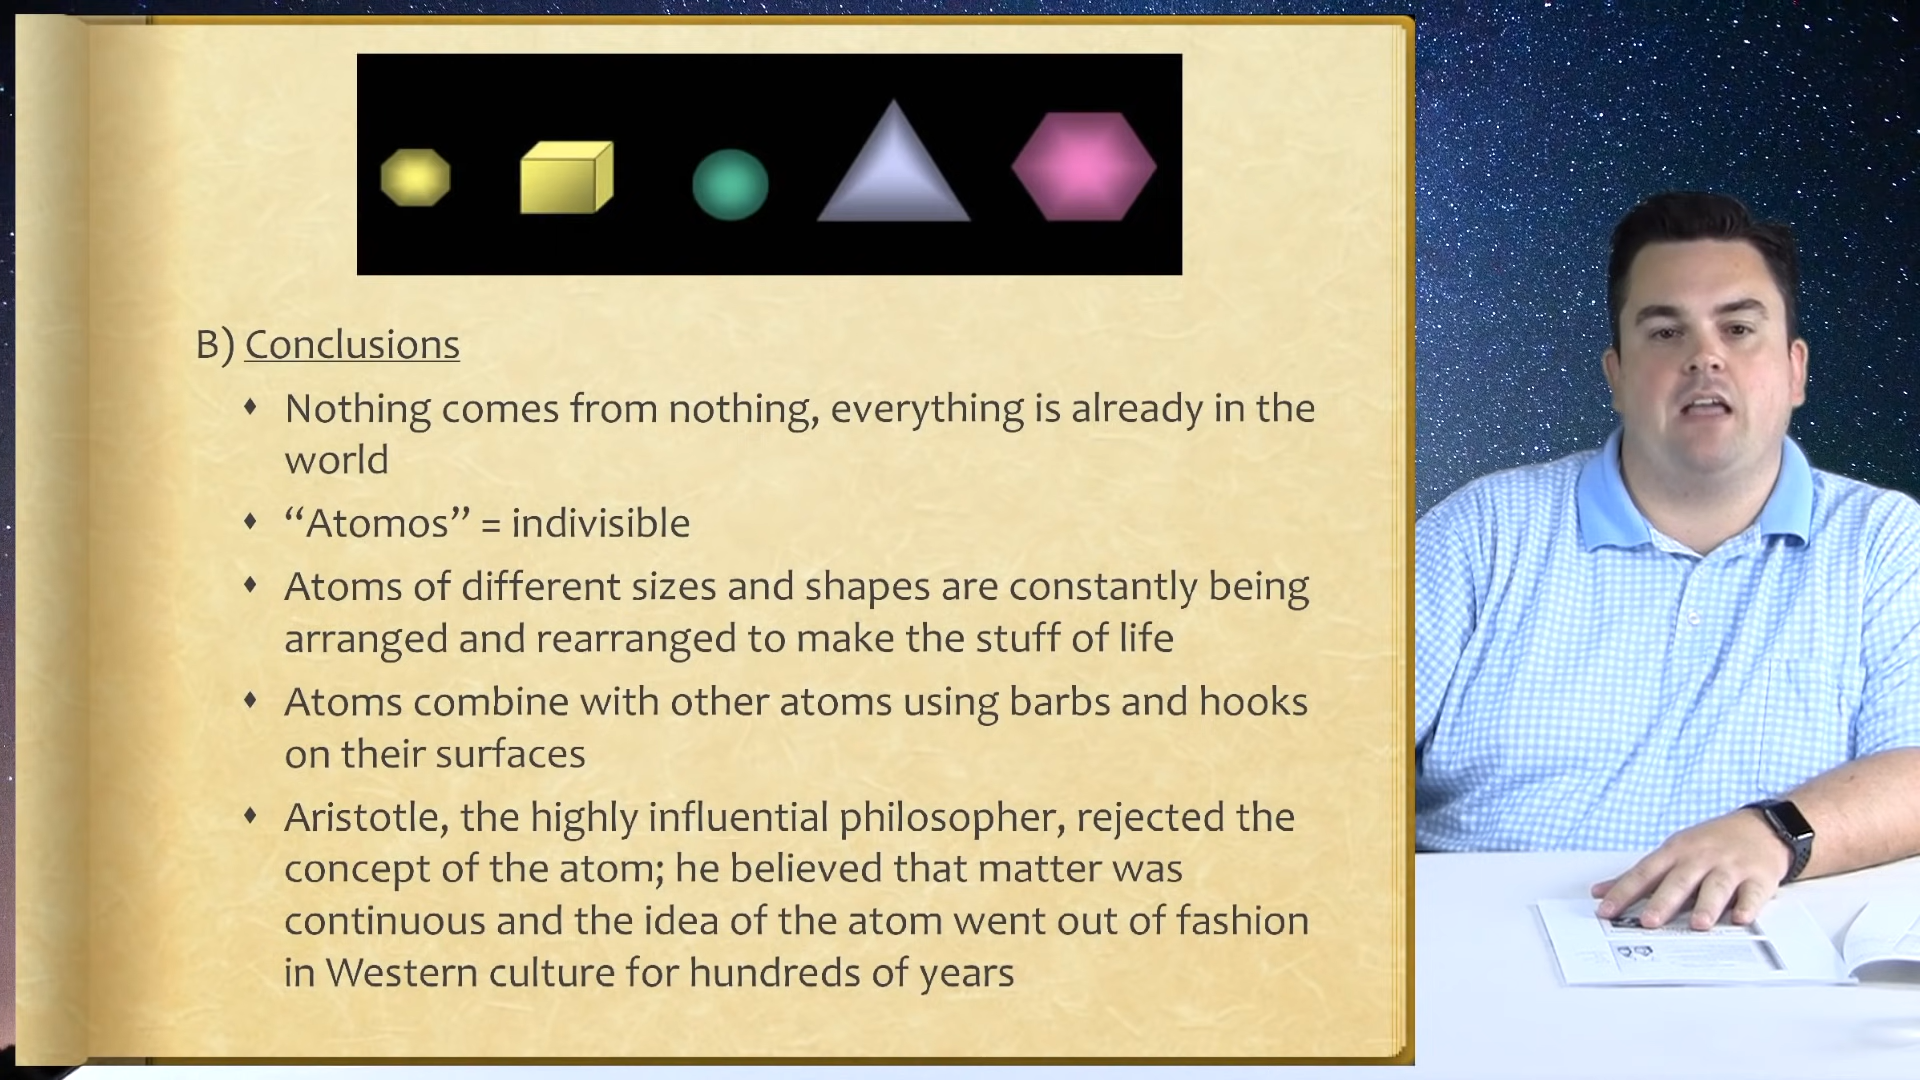 B) Conclusions
Nothing comes from nothing, everything is already in the
world
“Atomos” = indivisible
Atoms of different sizes and shapes are constantly being
arranged and rearranged to make the stuff of life
Atoms combine with other atoms using barbs and hooks
on their surfaces
Aristotle, the highly influential philosopher, rejected the
concept of the atom; he believed that matter was
continuous and the idea of the atom went out of fashion
in Western culture for hundreds of years